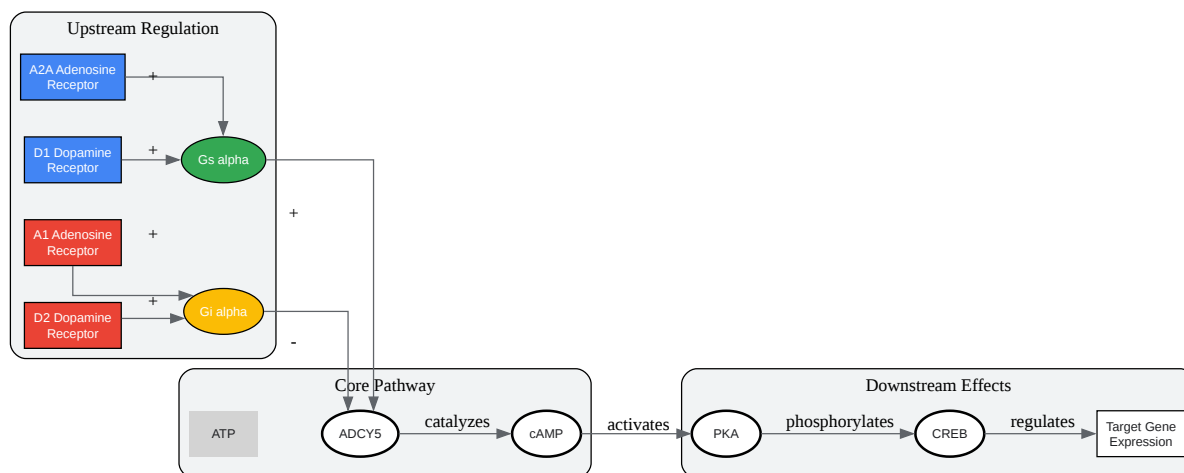 Upstream Regulation
A2A Adenosine
Receptor
+
D1 Dopamine
Receptor
+
Gs alpha
+
A1 Adenosine
Receptor
+
D2 Dopamine
Receptor
+
Gi alpha
-
Core Pathway
ATP
ADCY5
catalyzes
cAMP
activates
Downstream Effects
PKA
phosphorylates
CREB
regulates
Target Gene
Expression